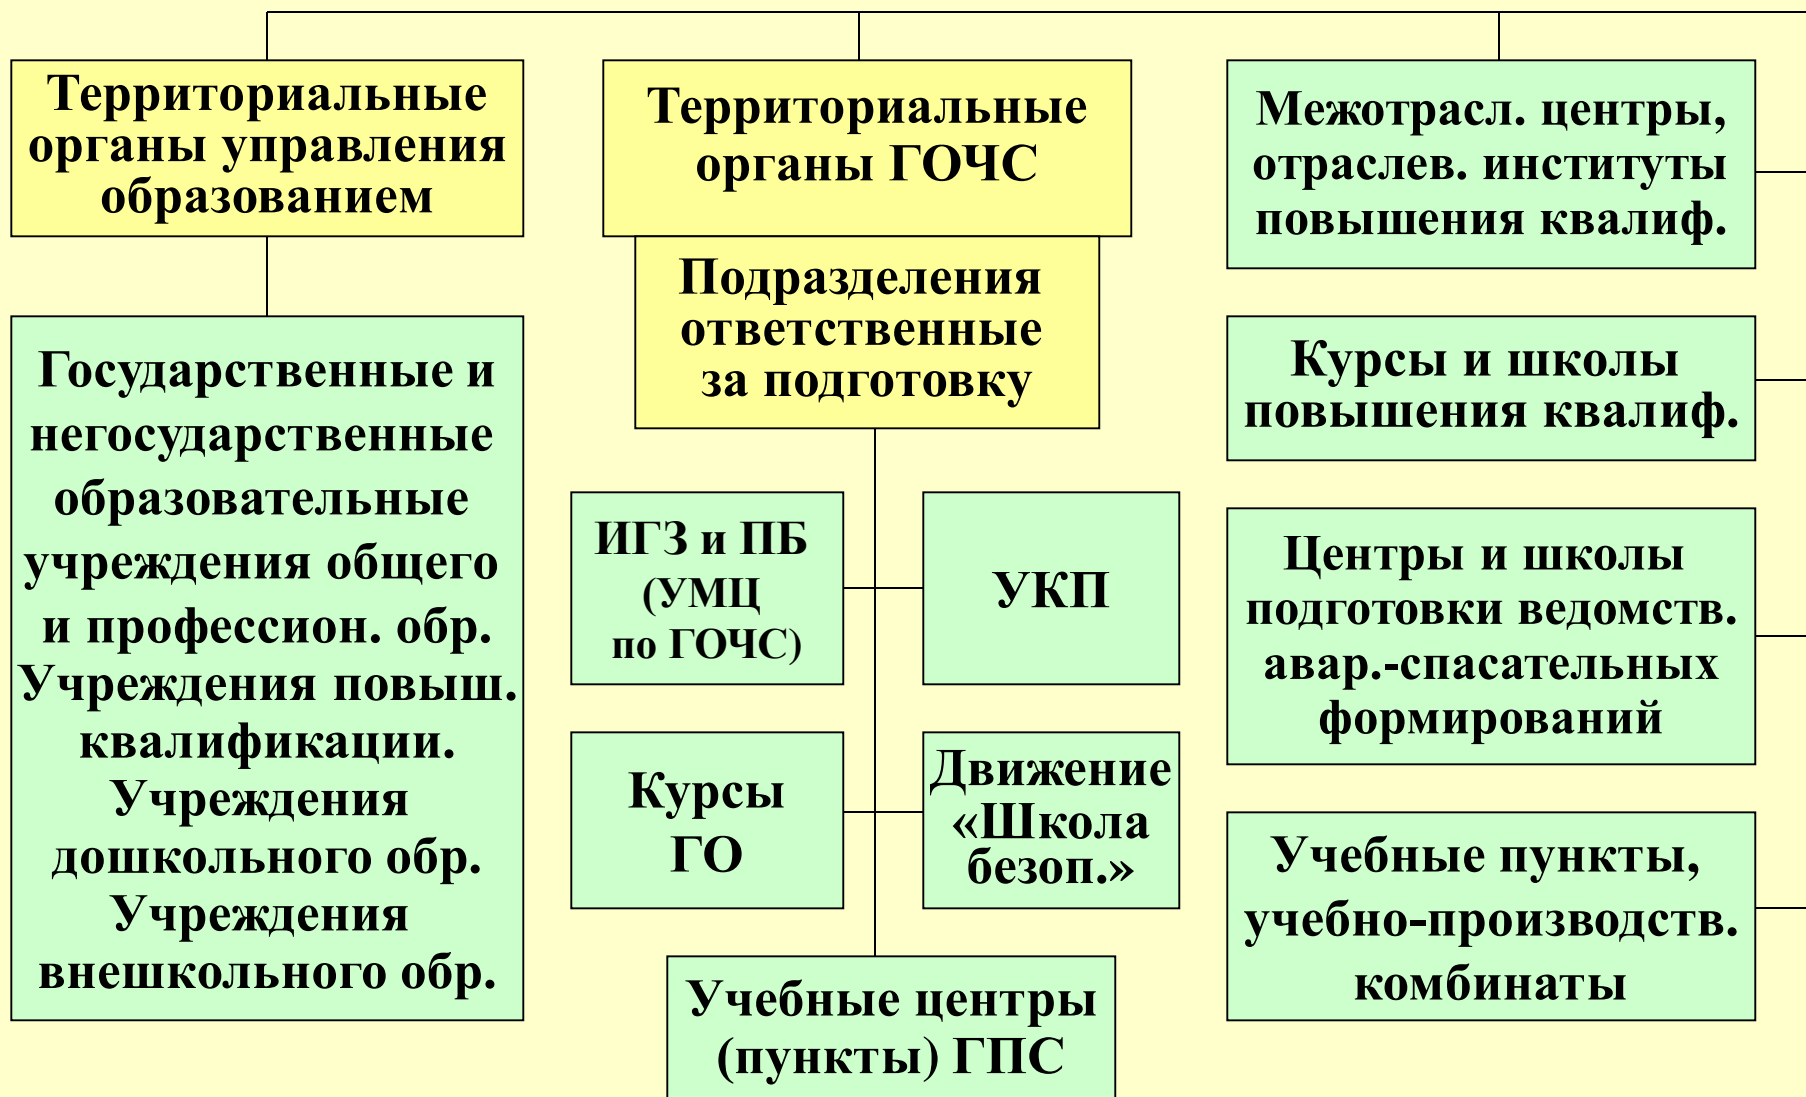 Территориальные
органы управления
образованием
Государственные и
негосударственные
образовательные
учреждения общего
и профессион. обр.
Учреждения повыш.
квалификации.
Учреждения
дошкольного обр.
Учреждения
внешкольного обр.
Территориальные
органы ГОЧС
Подразделения
ответственные
за подготовку
ИГЗ и ПБ
(УМЦ
по ГОЧС)
УКП
Курсы
ГО
Движение
«Школа
безоп.»
Учебные центры
(пункты) ГПС
Межотрасл. центры,
отраслев. институты
повышения квалиф.
Курсы и школы
повышения квалиф.
Центры и школы
подготовки ведомств.
авар.-спасательных
формирований
Учебные пункты,
учебно-производств.
комбинаты